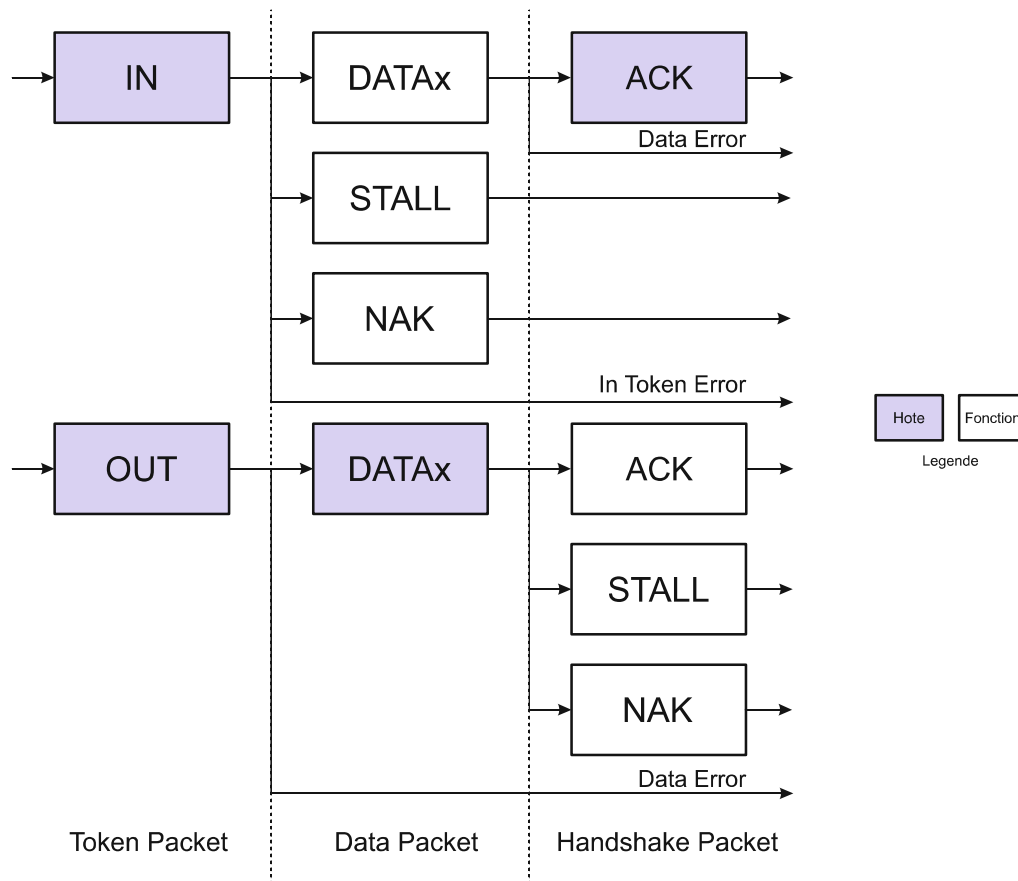 IN
DATAx
ACK
Data Error
STALL
NAK
In Token Error
Hote
Fonction
Legende
OUT
DATAx
ACK
STALL
NAK
Data Error
Token Packet
Data Packet
Handshake Packet